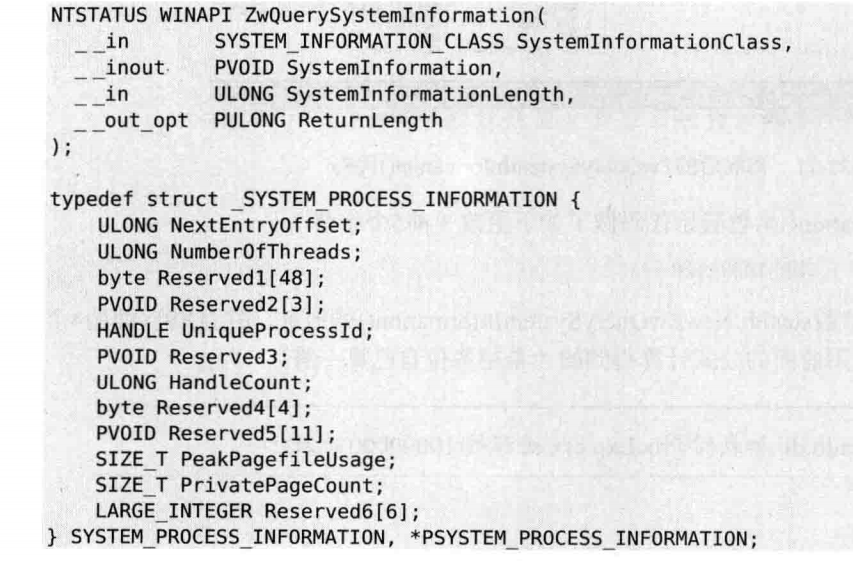 NTSTATUS WINAPI ZwQuerySystemInformation(
__in SYSTEM_INFORMATION_CLASS SystemInformationClass,
__inout PVOID SystemInformation,
__in ULONG SystemInformationLength,
__out_opt PULONG ReturnLength
);
typedef struct _SYSTEM_PROCESS_INFORMATION {
ULONG NextEntryOffset;
ULONG NumberOfThreads;
byte Reserved1[48];
PVOID Reserved2[3];
HANDLE UniqueProcessId;
PVOID Reserved3;
ULONG HandleCount;
byte Reserved4[4];
PVOID Reserved5[11];
SIZE_T PeakPagefileUsage;
SIZE_T PrivatePageCount;
LARGE_INTEGER Reserved6[6];
} SYSTEM_PROCESS_INFORMATION, *PSYSTEM_PROCESS_INFORMATION;